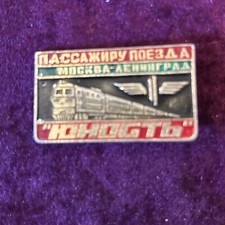 ПАССАЖИРУ ПОЕЗДА
МОСКВА-ЛЕНИНГРАД
"ЮНОСТЬ"